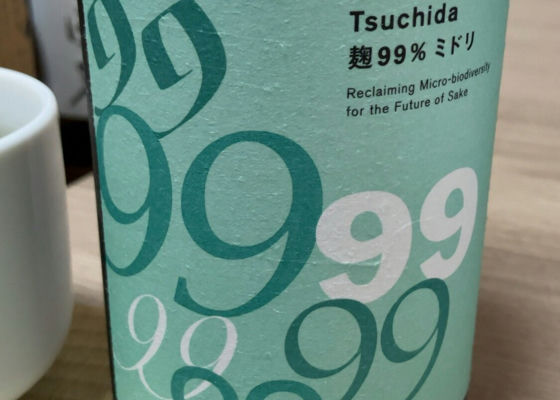 Tsuchida
麹99% ミドリ
Reclaiming Micro-biodiversity
for the Future of Sake
99
99
99
99
99